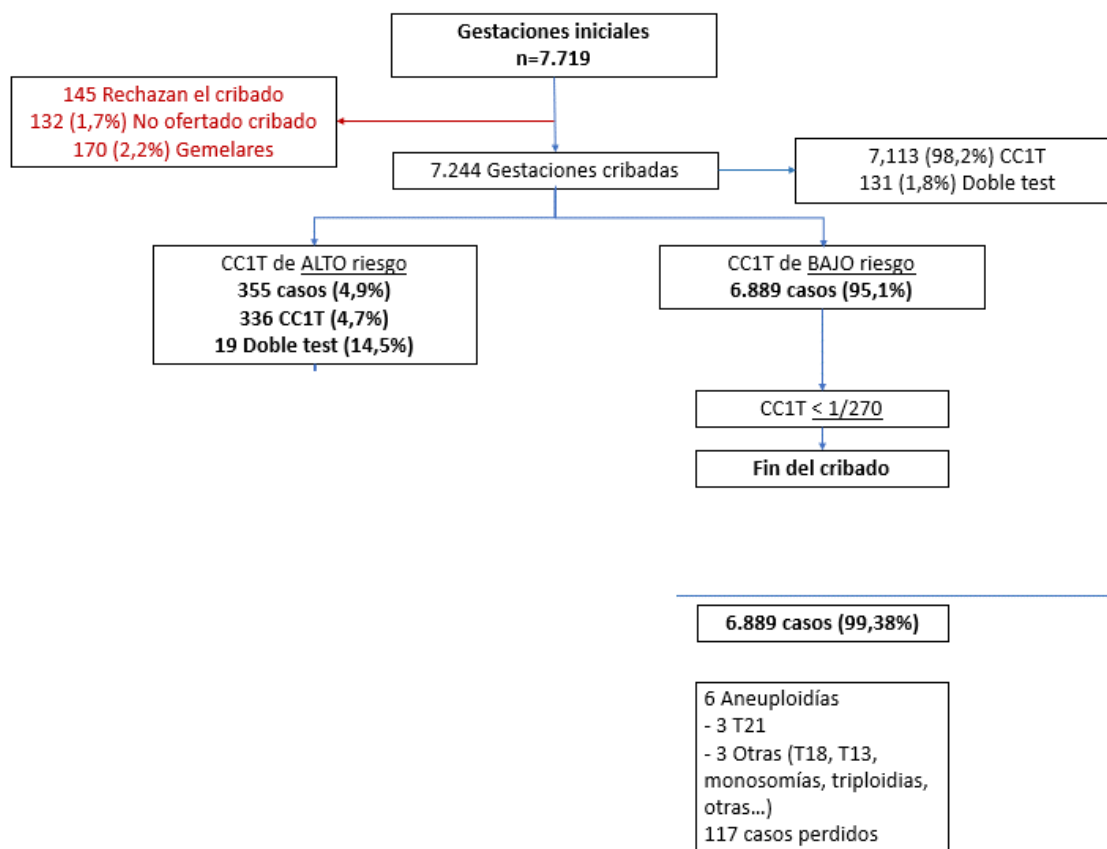 Gestaciones iniciales
n=7.719
145 Rechazan el cribado
132 (1,7%) No ofertado cribado
170 (2,2%) Gemelares
7.244 Gestaciones cribadas
7,113 (98,2%) CC1T
131 (1,8%) Doble test
CC1T de ALTO riesgo
355 casos (4,9%)
336 CC1T (4,7%)
19 Doble test (14,5%)
CC1T de BAJO riesgo
6.889 casos (95,1%)
CC1T < 1/270
Fin del cribado
6.889 casos (99,38%)
6 Aneuploidías
- 3 T21
- 3 Otras (T18, T13,
monosomías, triploidias,
otras...)
117 casos perdidos